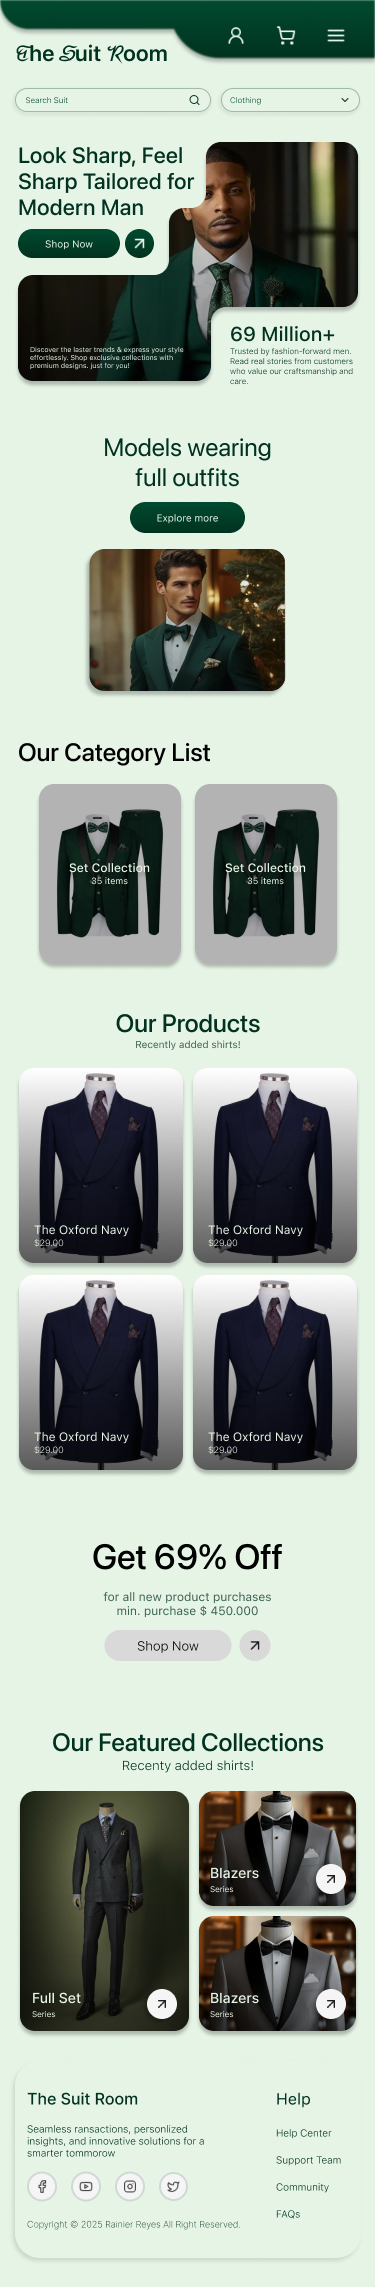 The Suit Room
Search Suit
Clothing
Look Sharp, Feel
Sharp Tailored for
Modern Man
Shop Now
Discover the laster trends & express your style
effortlessly. Shop exclusive collections with
premium designs. just for you!
69 Million+
Trusted by fashion-forward men.
Read real stories from customers
who value our craftsmanship and
care.
Models wearing
full outfits
Explore more
Our Category List
Set Collection
35 items
Set Collection
35 items
Our Products
Recently added shirts!
The Oxford Navy
$29.00
The Oxford Navy
$29.00
The Oxford Navy
$29.00
The Oxford Navy
$29.00
Get 69% Off
for all new product purchases
min. purchase $ 450.000
Shop Now
Our Featured Collections
Recenty added shirts!
Full Set
Series
Blazers
Series
Blazers
Series
The Suit Room
Seamless ransactions, personlized
insights, and innovative solutions for a
smarter tommorow
Copyright © 2025 Rainier Reyes All Right Reserved.
Help
Help Center
Support Team
Community
FAQs